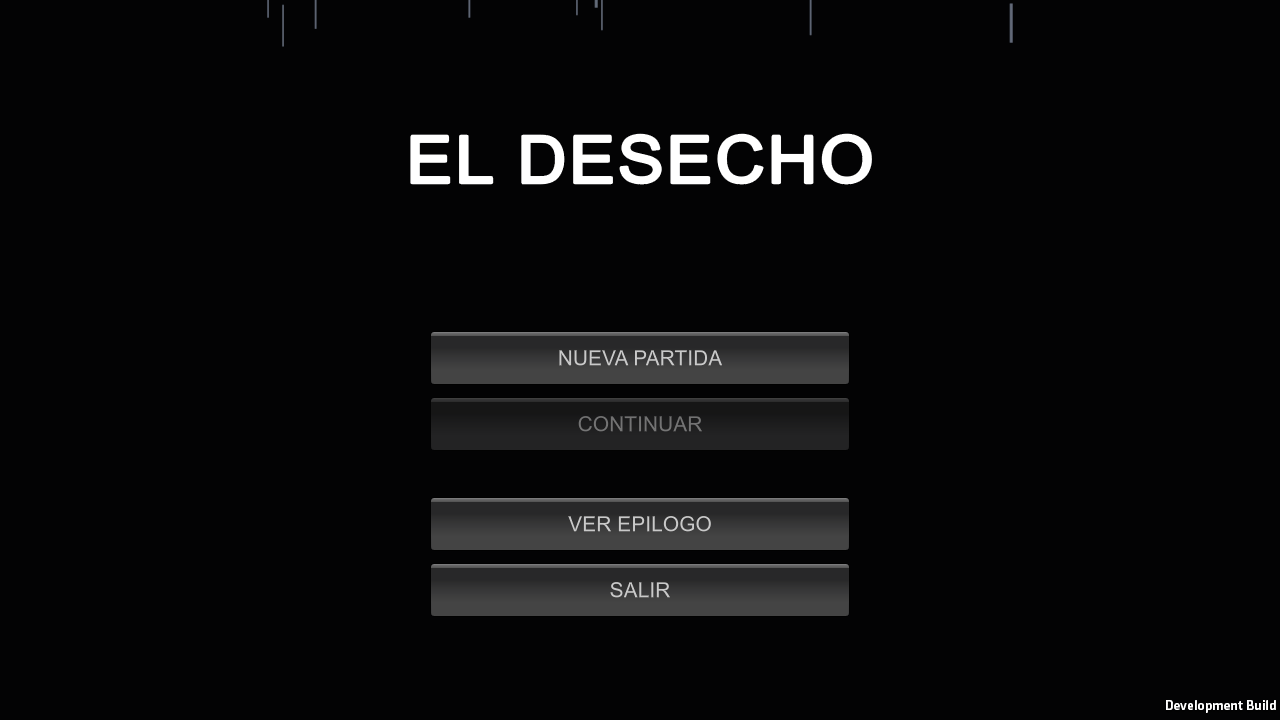 EL DESECHO
NUEVA PARTIDA
CONTINUAR
VER EPILOGO
SALIR
Development Build